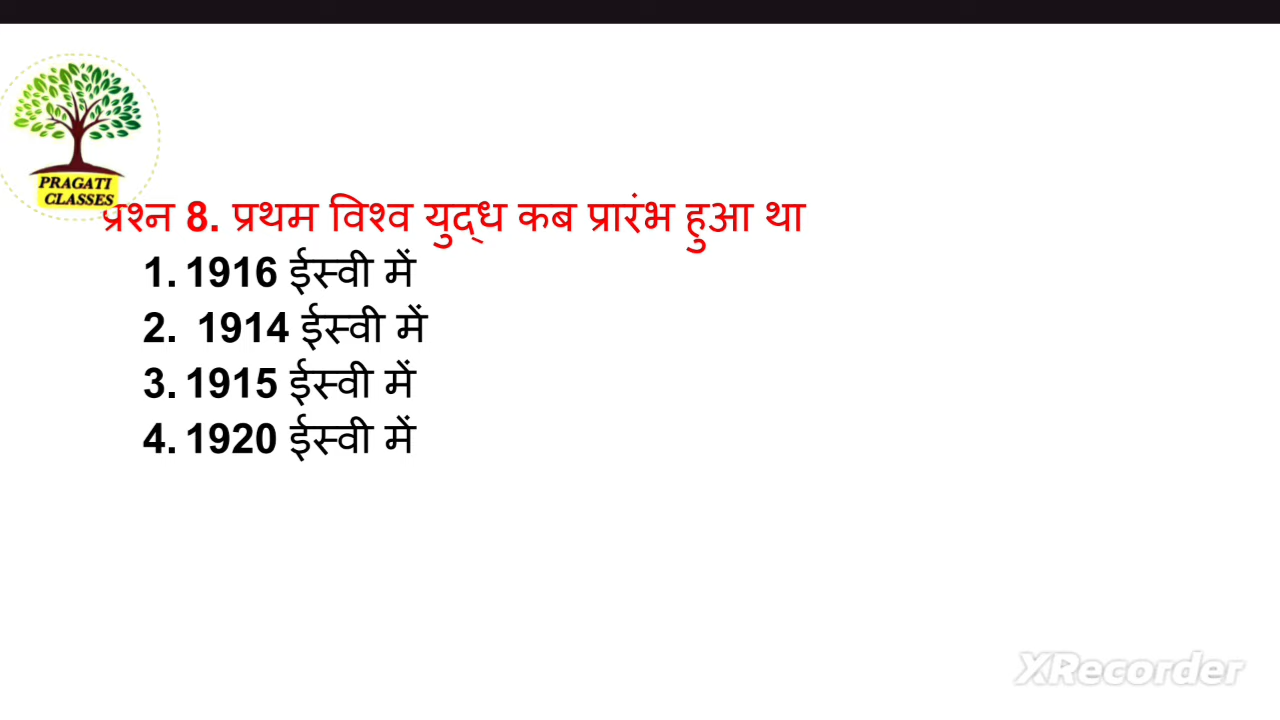 PRAGATI
CLASSES
प्रश्न 8. प्रथम विश्व युद्ध कब प्रारंभ हुआ था
1. 1916 ईस्वी में
2. 1914 ईस्वी में
3. 1915 ईस्वी में
4. 1920 ईस्वी में
XRecorder